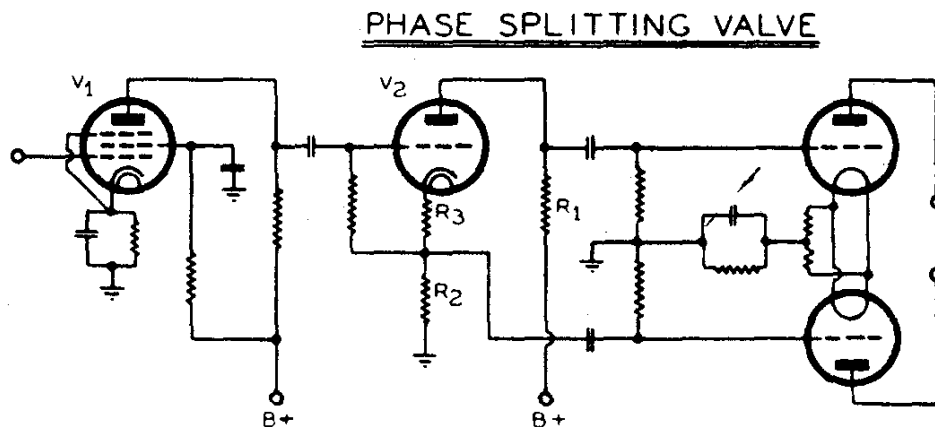 PHASE SPLITTING VALVE
V1
V2
R3
R1
R2
B+
B+